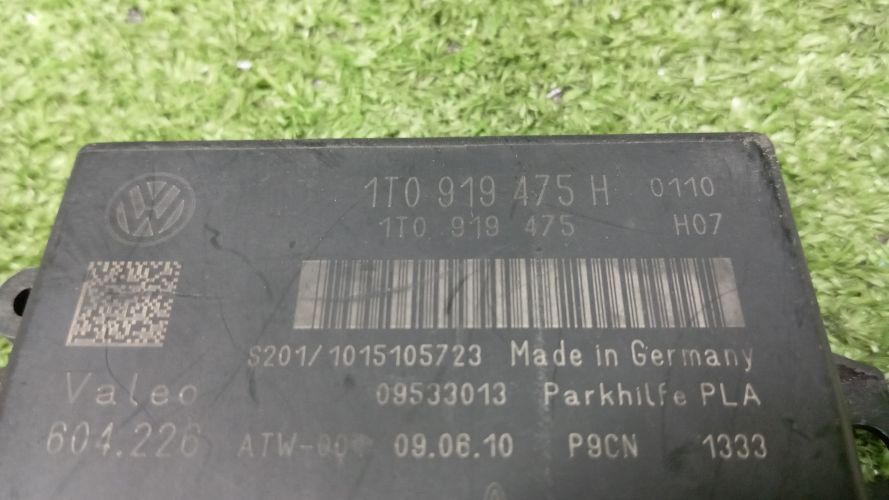 1T0 919 475 H 0110
1T0 919 475 H07
S201/1015105723 Made in Germany
Valeo 09533013 Parkhilfe PLA
604.226 09.06.10 P9CN 1333